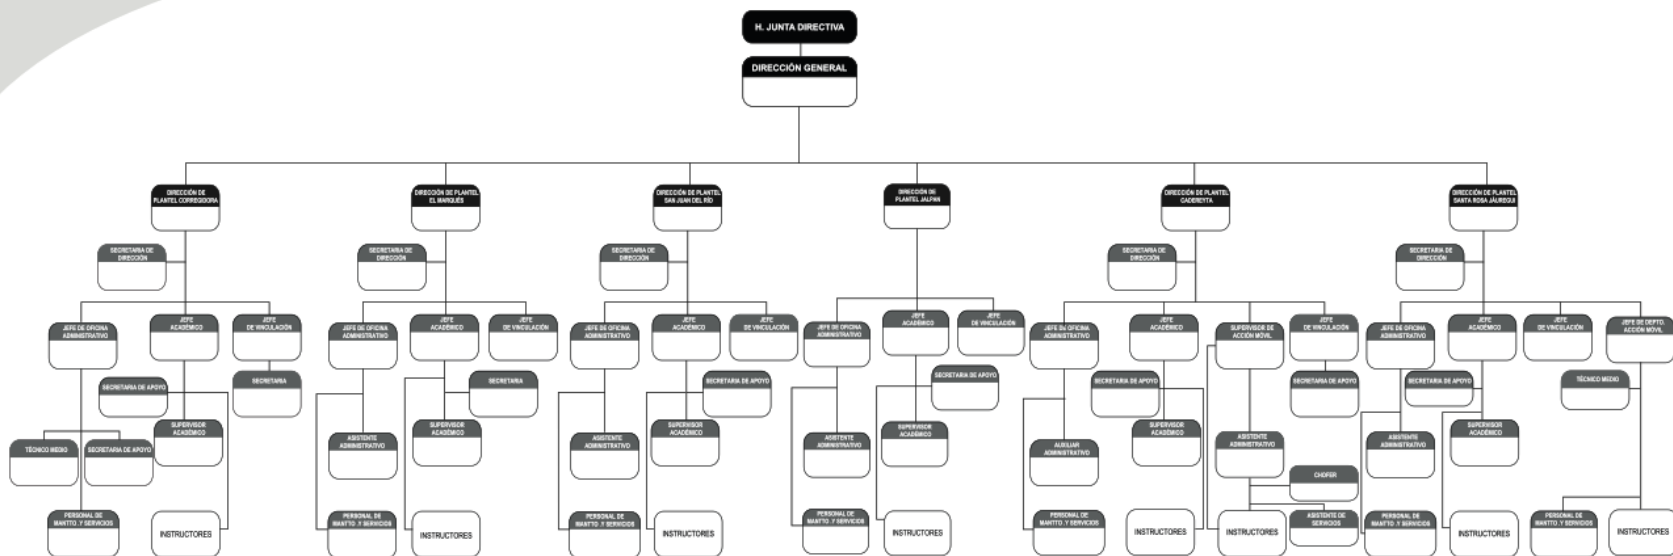 H. JUNTA DIRECTIVA
DIRECCIÓN GENERAL
DIRECCIÓN DE
PLANTEL CORREGIDORA
DIRECCIÓN DE PLANTEL
EL MARQUÉS
DIRECCIÓN DE PLANTEL
SAN JUAN DEL RÍO
DIRECCIÓN DE
PLANTEL JALPAN
DIRECCIÓN DE PLANTEL
CADEREYTA
DIRECCIÓN DE PLANTEL
SANTA ROSA JÁUREGUI
SECRETARIA DE
DIRECCIÓN
SECRETARIA DE
DIRECCIÓN
SECRETARIA DE
DIRECCIÓN
SECRETARIA DE
DIRECCIÓN
SECRETARIA DE
DIRECCIÓN
JEFE DE OFICINA
ADMINISTRATIVO
JEFE
ACADÉMICO
JEFE
DE VINCULACIÓN
JEFE DE OFICINA
ADMINISTRATIVO
JEFE
ACADÉMICO
JEFE
DE VINCULACIÓN
JEFE DE OFICINA
ADMINISTRATIVO
JEFE
ACADÉMICO
JEFE
DE VINCULACIÓN
JEFE DE OFICINA
ADMINISTRATIVO
JEFE
ACADÉMICO
JEFE
DE VINCULACIÓN
JEFE DE OFICINA
ADMINISTRATIVO
JEFE
ACADÉMICO
SUPERVISOR DE
ACCIÓN MÓVIL
JEFE
DE VINCULACIÓN
JEFE DE OFICINA
ADMINISTRATIVO
JEFE
ACADÉMICO
JEFE
DE VINCULACIÓN
JEFE DE DEPTO.
ACCIÓN MÓVIL
SECRETARIA DE APOYO
SECRETARIA
SECRETARIA
SECRETARIA DE APOYO
SECRETARIA DE APOYO
SECRETARIA DE APOYO
SECRETARIA DE APOYO
SECRETARIA DE APOYO
TÉCNICO MEDIO
TÉCNICO MEDIO
SECRETARIA DE APOYO
SUPERVISOR
ACADÉMICO
ASISTENTE
ADMINISTRATIVO
SUPERVISOR
ACADÉMICO
ASISTENTE
ADMINISTRATIVO
SUPERVISOR
ACADÉMICO
ASISTENTE
ADMINISTRATIVO
SUPERVISOR
ACADÉMICO
AUXILIAR
ADMINISTRATIVO
SUPERVISOR
ACADÉMICO
ASISTENTE
ADMINISTRATIVO
ASISTENTE
ADMINISTRATIVO
SUPERVISOR
ACADÉMICO
CHOFER
PERSONAL DE
MANTTO .Y SERVICIOS
INSTRUCTORES
PERSONAL DE
MANTTO .Y SERVICIOS
INSTRUCTORES
PERSONAL DE
MANTTO .Y SERVICIOS
INSTRUCTORES
PERSONAL DE
MANTTO .Y SERVICIOS
INSTRUCTORES
PERSONAL DE
MANTTO .Y SERVICIOS
INSTRUCTORES
INSTRUCTORES
ASISTENTE DE
SERVICIOS
PERSONAL DE
MANTTO .Y SERVICIOS
INSTRUCTORES
PERSONAL DE
MANTTO .Y SERVICIOS
INSTRUCTORES